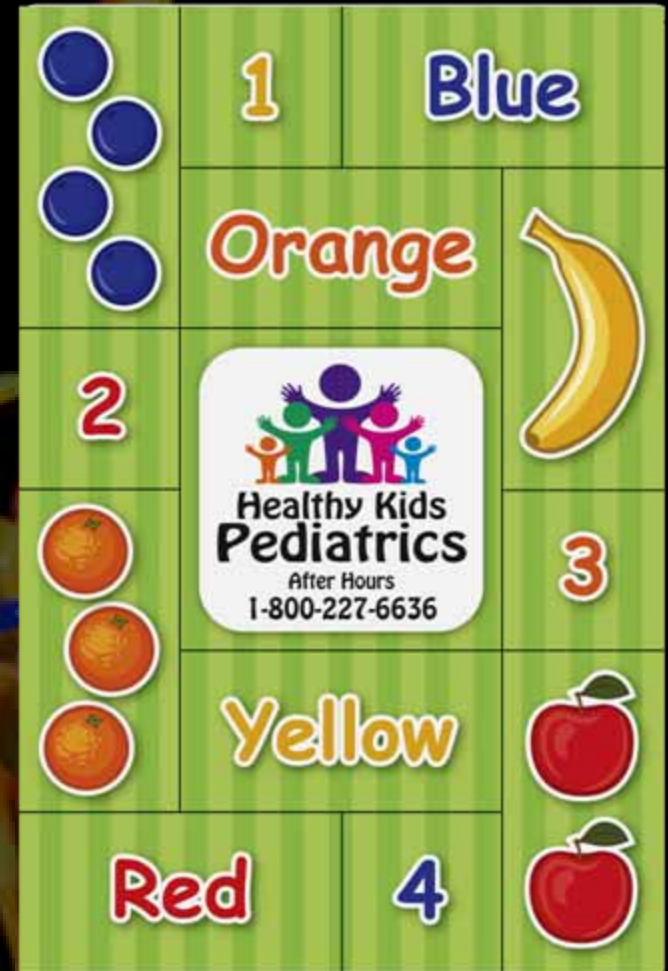 1
Blue
Orange
2
Healthy Kids
Pediatrics
After Hours
1-800-227-6636
3
Yellow
Red
4